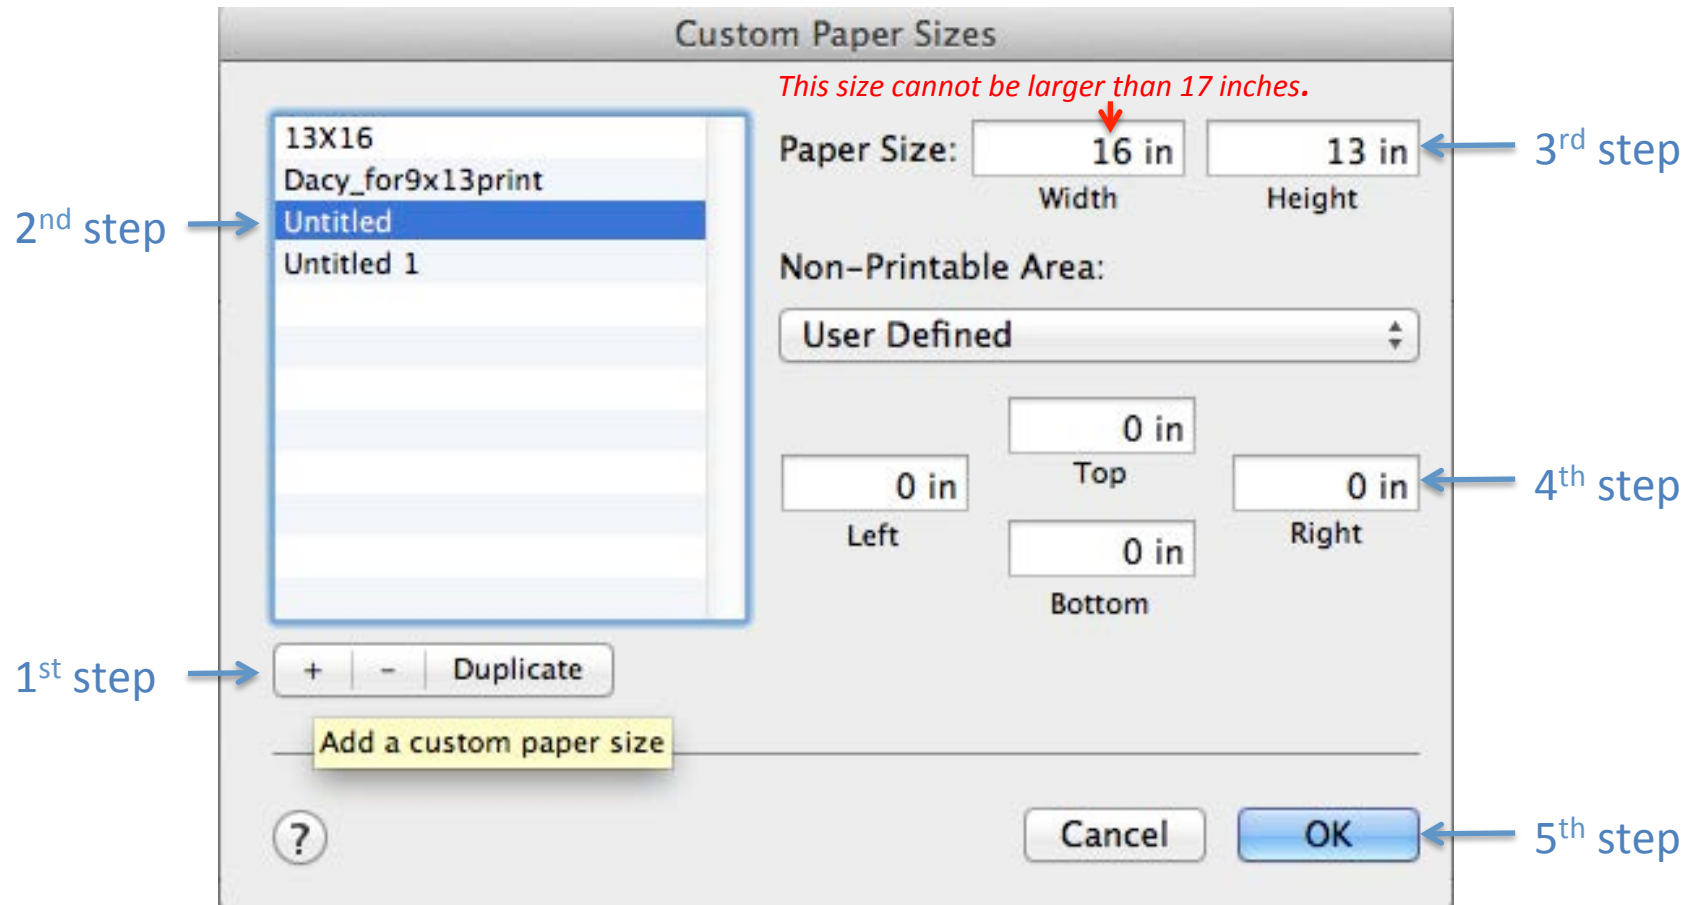 Custom Paper Sizes
This size cannot be larger than 17 inches.
13X16
Dacy_for9x13print
Untitled
Untitled 1
2nd step
Paper Size:
16 in
13 in
3rd step
Width
Height
Non-Printable Area:
User Defined
0 in
Top
0 in
Left
0 in
Right
4th step
0 in
Bottom
1st step
+
-
Duplicate
Add a custom paper size
?
Cancel
OK
5th step